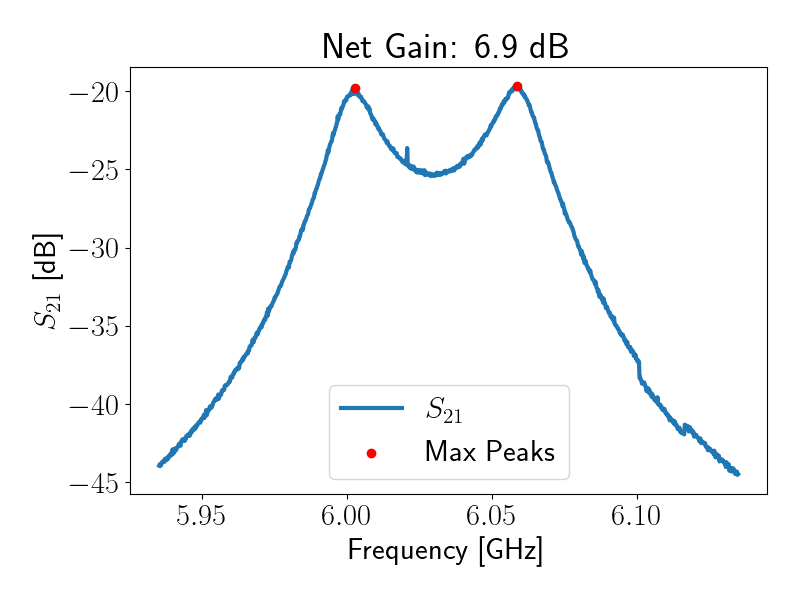 Net Gain: 6.9 dB
−20
−25
−30
−35
−40
−45
S21 [dB]
S21
Max Peaks
5.95
6.00
6.05
6.10
Frequency [GHz]